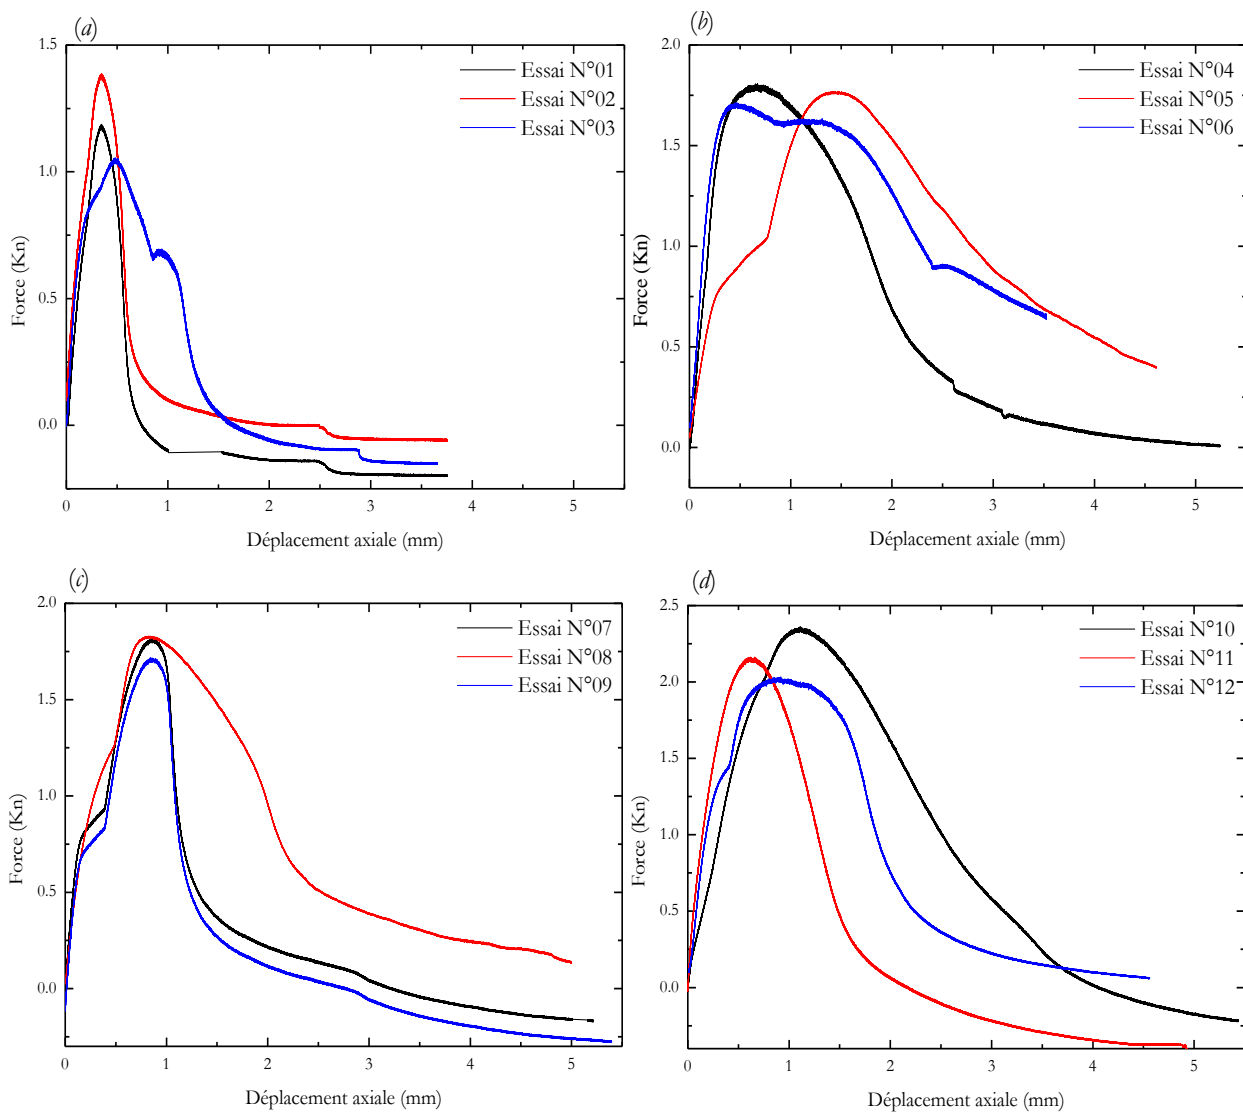 (a)
1.5
1.0
0.5
0.0
Force (Kn)
Essai N°01
Essai N°02
Essai N°03
0 1 2 3 4 5
Déplacement axiale (mm)
(b)
2.0
1.5
1.0
0.5
0.0
Force (Kn)
Essai N°04
Essai N°05
Essai N°06
0 1 2 3 4 5
Déplacement axiale (mm)
(c)
2.0
1.5
1.0
0.5
0.0
Force (Kn)
Essai N°07
Essai N°08
Essai N°09
0 1 2 3 4 5
Déplacement axiale (mm)
(d)
2.5
2.0
1.5
1.0
0.5
0.0
Force (Kn)
Essai N°10
Essai N°11
Essai N°12
0 1 2 3 4 5
Déplacement axiale (mm)